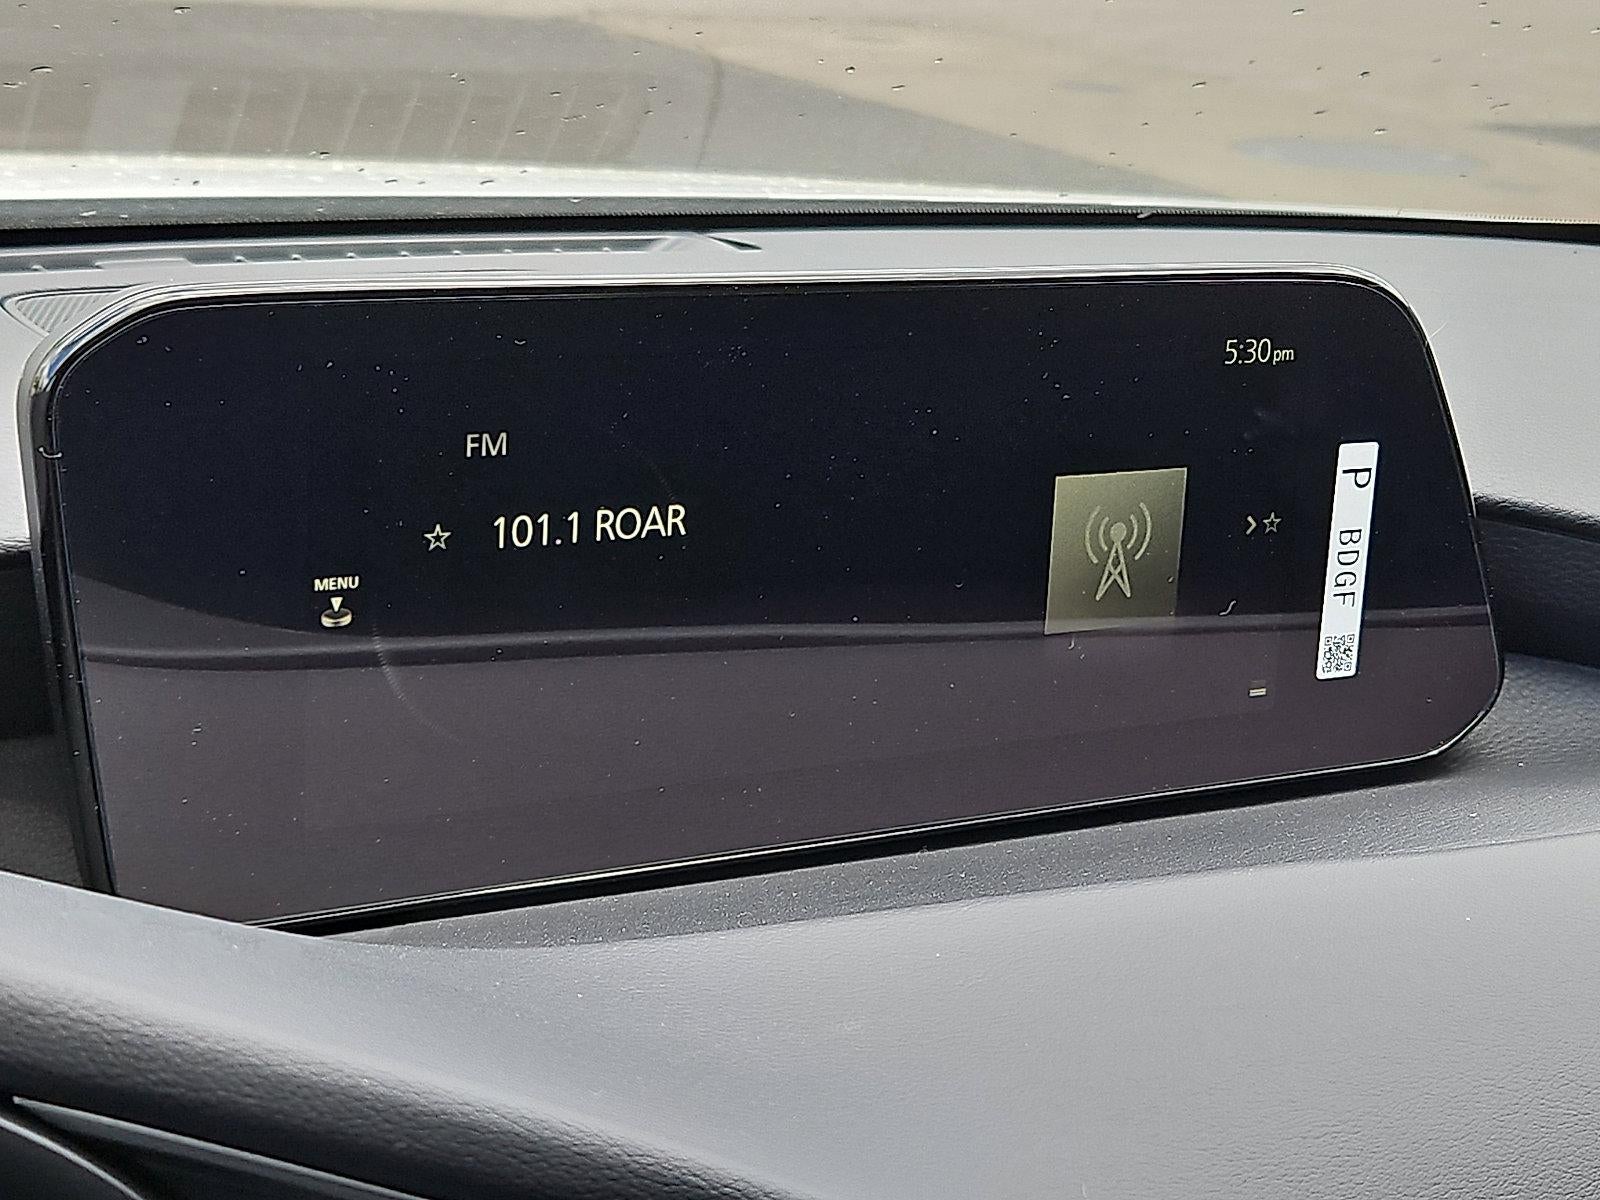 5:30pm
FM
101.1 ROAR
MENU
P BDGF